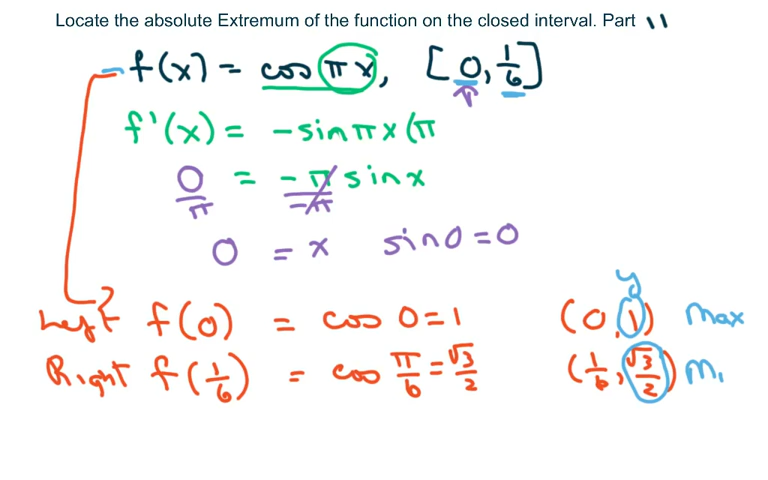 Locate the absolute Extremum of the function on the closed interval. Part 11
f(x) = cos πx, [0, 1/6]
f'(x) = -sin πx (π
0/π = -π/-π sin x
0 = x sin 0 = 0
y
Left f(0) = cos 0 = 1 (0, 1) max
Right f(1/6) = cos π/6 = √3/2 (1/6, √3/2) m,